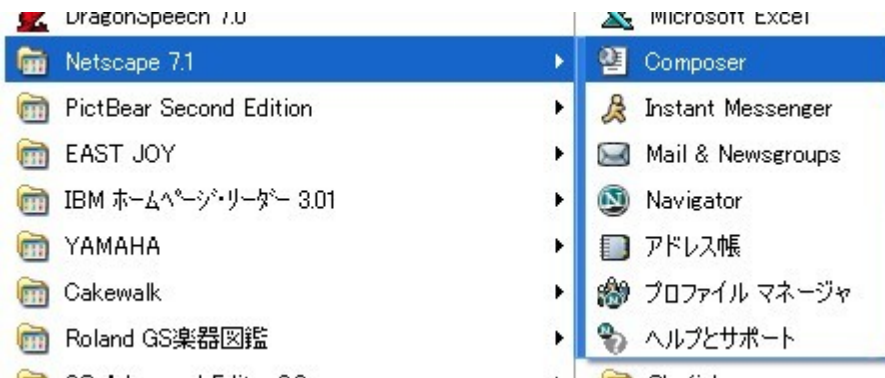 DragonSpeech 7.0
Netscape 7.1
PictBear Second Edition
EAST JOY
IBM ホームページ・リーダー 3.01
YAMAHA
Cakewalk
Roland GS楽器図鑑
Microsoft Excel
Composer
Instant Messenger
Mail & Newsgroups
Navigator
アドレス帳
プロファイル マネージャ
ヘルプとサポート